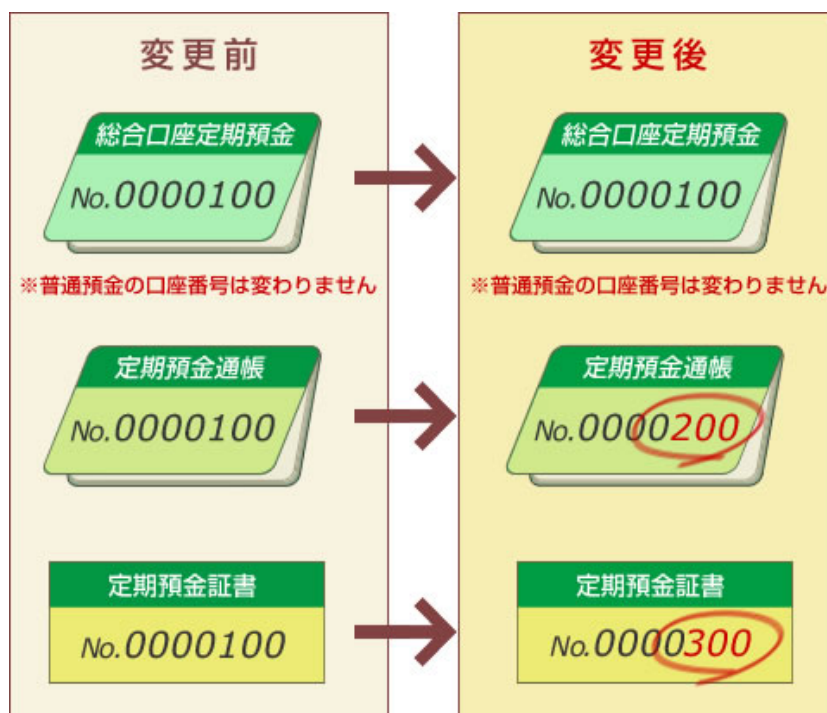 変更前
総合口座定期預金
No.0000100
※普通預金の口座番号は変わりません
定期預金通帳
No.0000100
定期預金証書
No.0000100
変更後
総合口座定期預金
No.0000100
※普通預金の口座番号は変わりません
定期預金通帳
No.0000200
定期預金証書
No.0000300